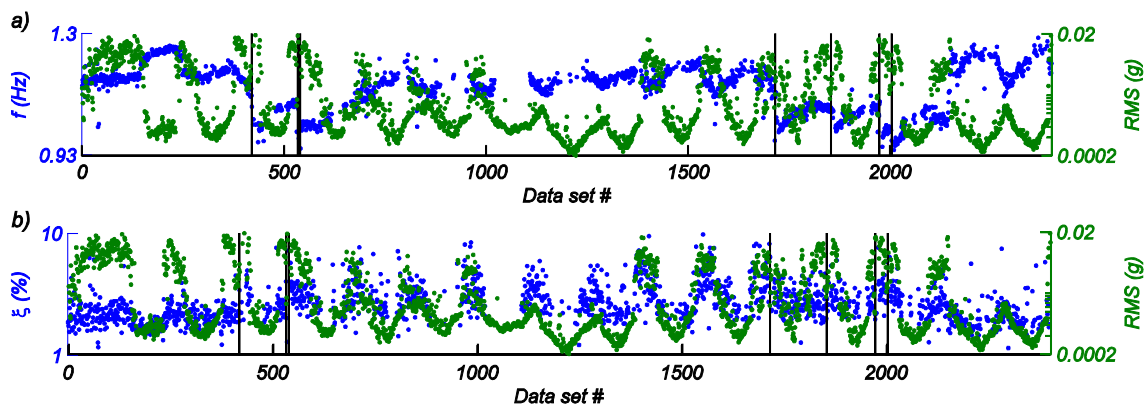 a)
1.3
f (Hz)
0.93
0.02
RMS (g)
0.0002
0 500 1000 1500 2000
Data set #
b)
10
ξ (%)
1
0.02
RMS (g)
0.0002
0 500 1000 1500 2000
Data set #